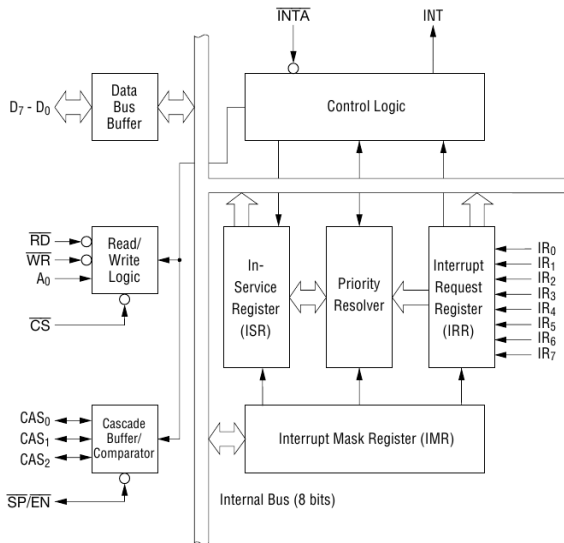 INTA
INT
D7 - D0
Data
Bus
Buffer
Control Logic
RD
WR
A0
CS
Read/
Write
Logic
In-
Service
Register
(ISR)
Priority
Resolver
Interrupt
Request
Register
(IRR)
IR0
IR1
IR2
IR3
IR4
IR5
IR6
IR7
CAS0
CAS1
CAS2
Cascade
Buffer/
Comparator
SP/EN
Interrupt Mask Register (IMR)
Internal Bus (8 bits)